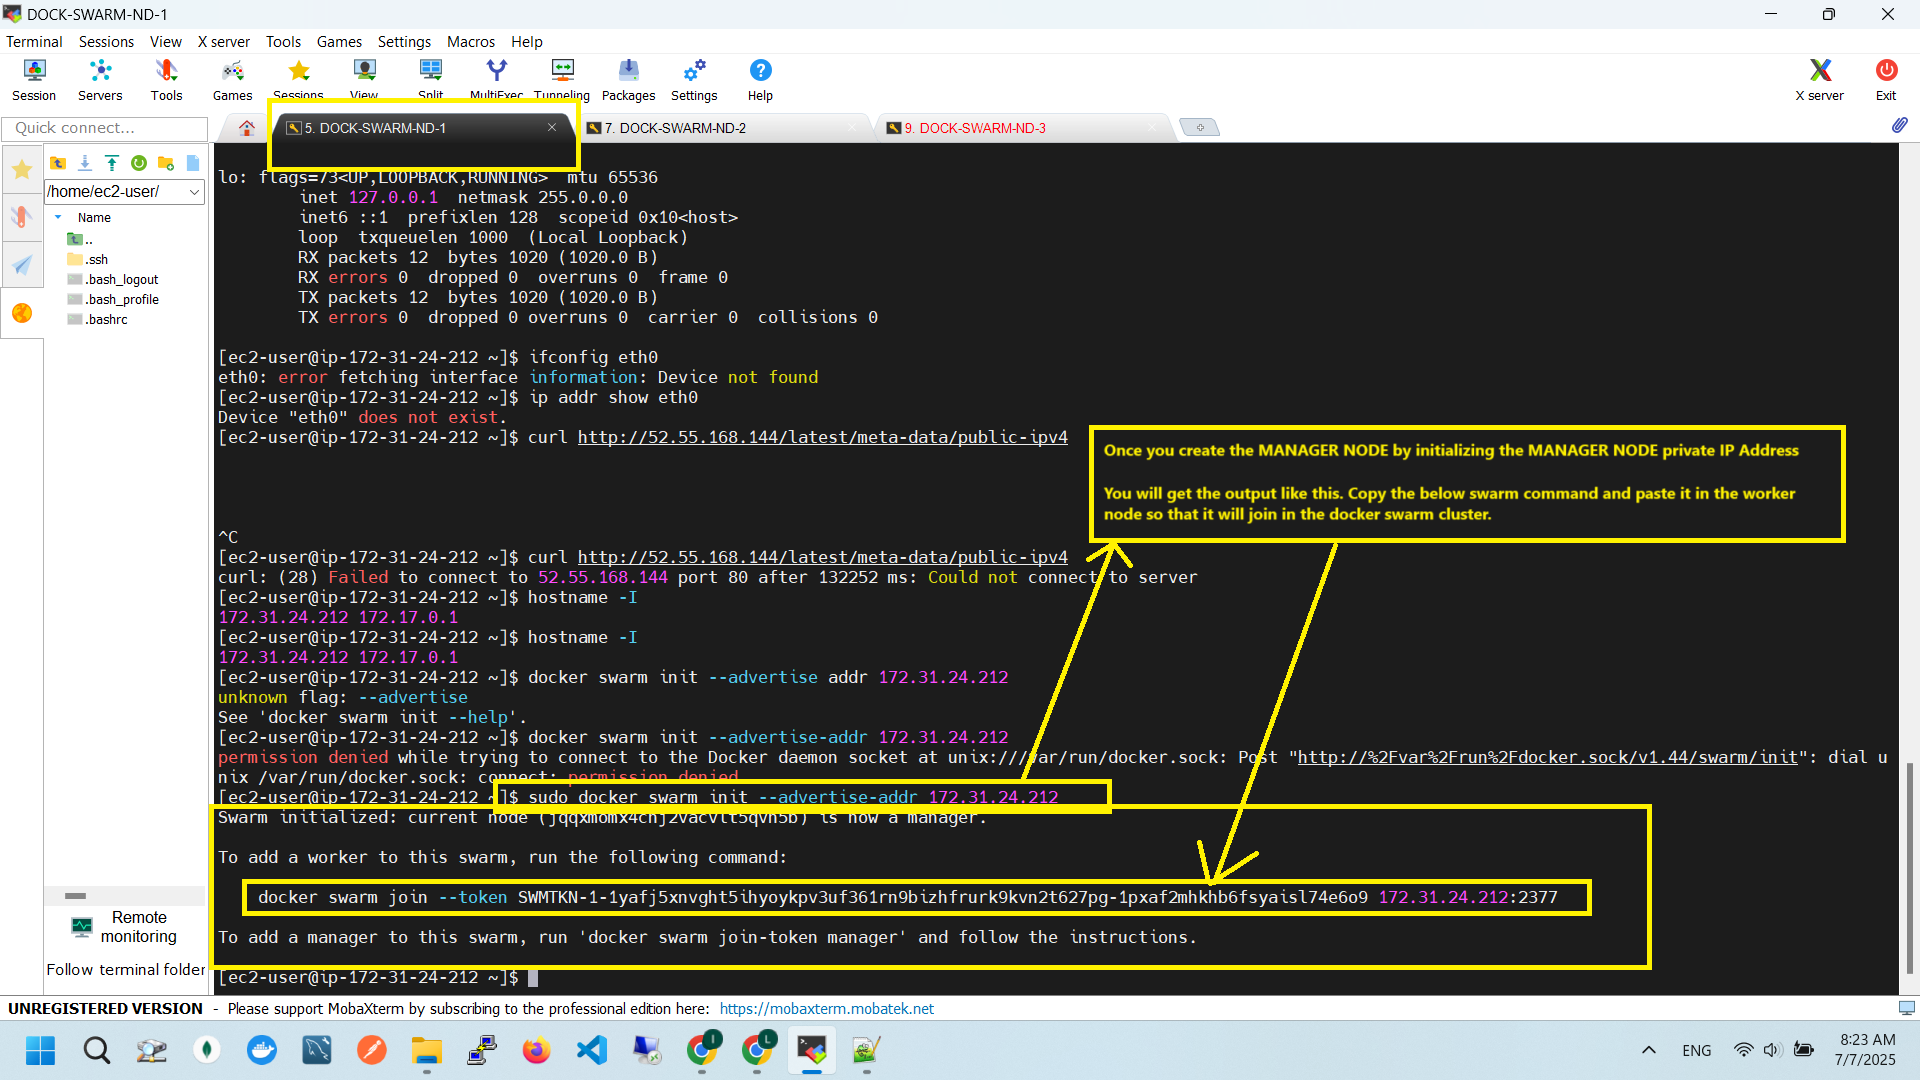 DOCK-SWARM-ND-1
Terminal Sessions View X server Tools Games Settings Macros Help
Session Servers Tools Games Sessions View Split MultiExec Tunneling Packages Settings Help X server Exit
Quick connect...
5. DOCK-SWARM-ND-1
7. DOCK-SWARM-ND-2
9. DOCK-SWARM-ND-3
/home/ec2-user/
Name
..
.ssh
.bash_logout
.bash_profile
.bashrc
Remote
monitoring
Follow terminal folder
lo: flags=73<UP,LOOPBACK,RUNNING>  mtu 65536
inet 127.0.0.1  netmask 255.0.0.0
inet6 ::1  prefixlen 128  scopeid 0x10<host>
loop  txqueuelen 1000  (Local Loopback)
RX packets 12  bytes 1020 (1020.0 B)
RX errors 0  dropped 0  overruns 0  frame 0
TX packets 12  bytes 1020 (1020.0 B)
TX errors 0  dropped 0 overruns 0  carrier 0  collisions 0
[ec2-user@ip-172-31-24-212 ~]$ ifconfig eth0
eth0: error fetching interface information: Device not found
[ec2-user@ip-172-31-24-212 ~]$ ip addr show eth0
Device "eth0" does not exist.
[ec2-user@ip-172-31-24-212 ~]$ curl http://52.55.168.144/latest/meta-data/public-ipv4
Once you create the MANAGER NODE by initializing the MANAGER NODE private IP Address
You will get the output like this. Copy the below swarm command and paste it in the worker
node so that it will join in the docker swarm cluster.
^C
[ec2-user@ip-172-31-24-212 ~]$ curl http://52.55.168.144/latest/meta-data/public-ipv4
curl: (28) Failed to connect to 52.55.168.144 port 80 after 132252 ms: Could not connect to server
[ec2-user@ip-172-31-24-212 ~]$ hostname -I
172.31.24.212 172.17.0.1
[ec2-user@ip-172-31-24-212 ~]$ hostname -I
172.31.24.212 172.17.0.1
[ec2-user@ip-172-31-24-212 ~]$ docker swarm init --advertise addr 172.31.24.212
unknown flag: --advertise
See 'docker swarm init --help'.
[ec2-user@ip-172-31-24-212 ~]$ docker swarm init --advertise-addr 172.31.24.212
permission denied while trying to connect to the Docker daemon socket at unix:///var/run/docker.sock: Post "http://%2Fvar%2Frun%2Fdocker.sock/v1.44/swarm/init": dial u
nix /var/run/docker.sock: connect: permission denied
[ec2-user@ip-172-31-24-212 ~]$ sudo docker swarm init --advertise-addr 172.31.24.212
Swarm initialized: current node is now a manager.
To add a worker to this swarm, run the following command:
docker swarm join --token SWMTKN-1-1yafj5xnvght5ihyoykpv3uf361rn9bizhfrurk9kvn2t627pg-1pxaf2mhkhb6fsyaisl74e6o9 172.31.24.212:2377
To add a manager to this swarm, run 'docker swarm join-token manager' and follow the instructions.
[ec2-user@ip-172-31-24-212 ~]$
UNREGISTERED VERSION - Please support MobaXterm by subscribing to the professional edition here: https://mobaxterm.mobatek.net
I
L
ENG
8:23 AM
7/7/2025